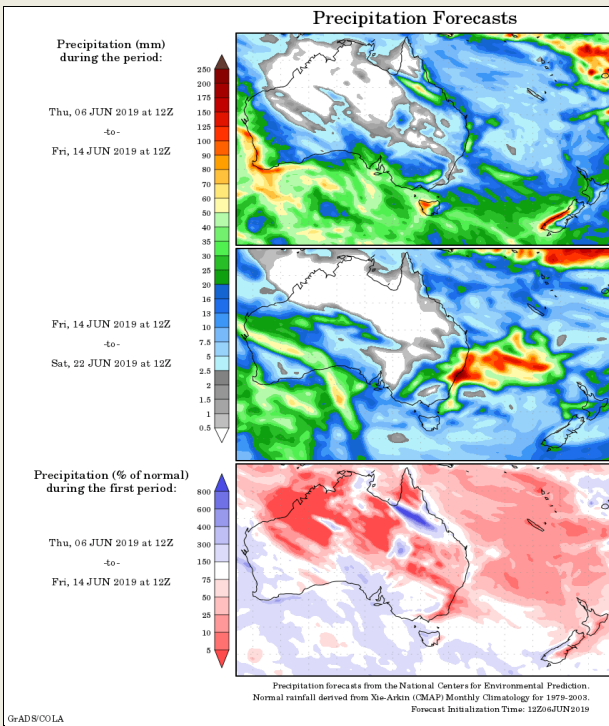 Precipitation Forecasts
Precipitation (mm)
during the period:
Thu, 06 JUN 2019 at 12Z
-to-
Fri, 14 JUN 2019 at 12Z
250
200
175
150
125
100
90
80
70
60
50
40
35
30
25
20
16
13
10
7.5
5
2.5
2
1.5
1
0.5
Fri, 14 JUN 2019 at 12Z
-to-
Sat, 22 JUN 2019 at 12Z
Precipitation (% of normal)
during the first period:
Thu, 06 JUN 2019 at 12Z
-to-
Fri, 14 JUN 2019 at 12Z
800
600
400
300
150
75
50
25
10
5
Precipitation forecasts from the National Centers for Environmental Prediction.
Normal rainfall derived from Xie-Arkin (CMAP) Monthly Climatology for 1979-2003.
Forecast Initialization Time: 12Z06JUN2019
GrADS/COLA